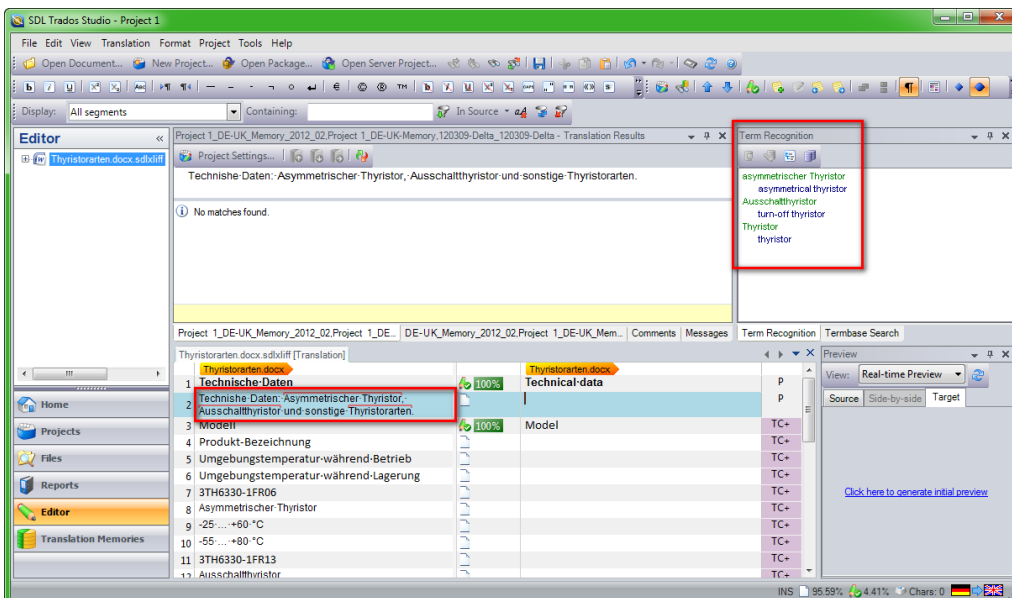 SDL Trados Studio - Project 1
File Edit View Translation Format Project Tools Help
Open Document... New Project... Open Package... Open Server Project...
Display: All segments Containing: In Source
Editor
Thyristorarten.docx.sdlxliff
Project 1_DE-UK_Memory_2012_02.Project 1_DE-UK-Memory,120309-Delta_120309-Delta - Translation Results
Project Settings...
Technishe·Daten:·Asymmetrischer·Thyristor,·Ausschaltthyristor·und·sonstige·Thyristorarten.
No matches found.
Project 1_DE-UK_Memory_2012_02.Project 1_DE... DE-UK_Memory_2012_02.Project 1_DE-UK_Mem... Comments Messages
Term Recognition
asymmetrischer Thyristor
asymmetrical thyristor
Ausschaltthyristor
turn-off thyristor
Thyristor
thyristor
Term Recognition Termbase Search
Thyristorarten.docx.sdlxliff [Translation]
Thyristorarten.docx Thyristorarten.docx
1 Technische·Daten 100% Technical·data P
2 Technishe·Daten:·Asymmetrischer·Thyristor,· P
Ausschaltthyristor·und·sonstige·Thyristorarten.
3 Modell 100% Model TC+
4 Produkt-Bezeichnung TC+
5 Umgebungstemperatur·während·Betrieb TC+
6 Umgebungstemperatur·während·Lagerung TC+
7 3TH6330-1FR06 TC+
8 Asymmetrischer·Thyristor TC+
9 -25·...·+60·°C TC+
10 -55·...·+80·°C TC+
11 3TH6330-1FR13 TC+
12 Ausschaltthyristor TC+
Home
Projects
Files
Reports
Editor
Translation Memories
Preview
View: Real-time Preview
Source Side-by-side Target
Click here to generate initial preview
INS 95.59% 4.41% Chars: 0